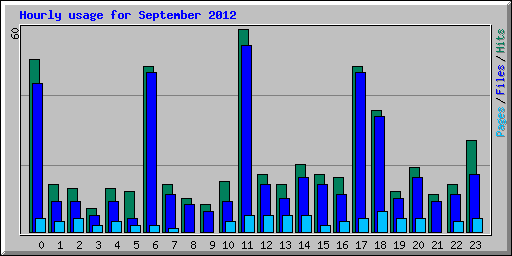 Hourly usage for September 2012
60
Pages/Files/Hits
0 1 2 3 4 5 6 7 8 9 10 11 12 13 14 15 16 17 18 19 20 21 22 23